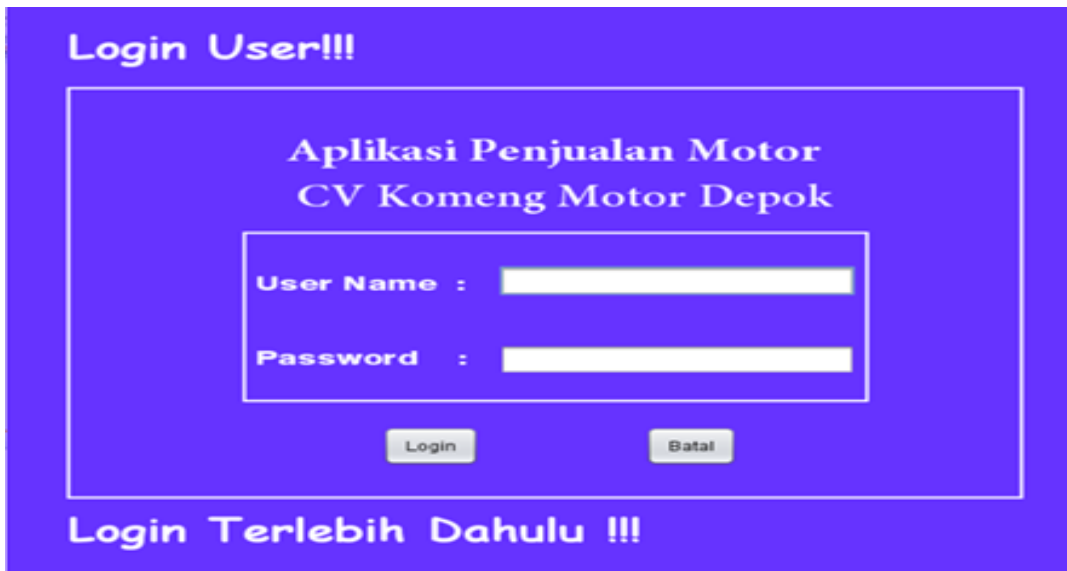 Login User!!!
Aplikasi Penjualan Motor
CV Komeng Motor Depok
User Name :
Password :
Login Batal
Login Terlebih Dahulu !!!